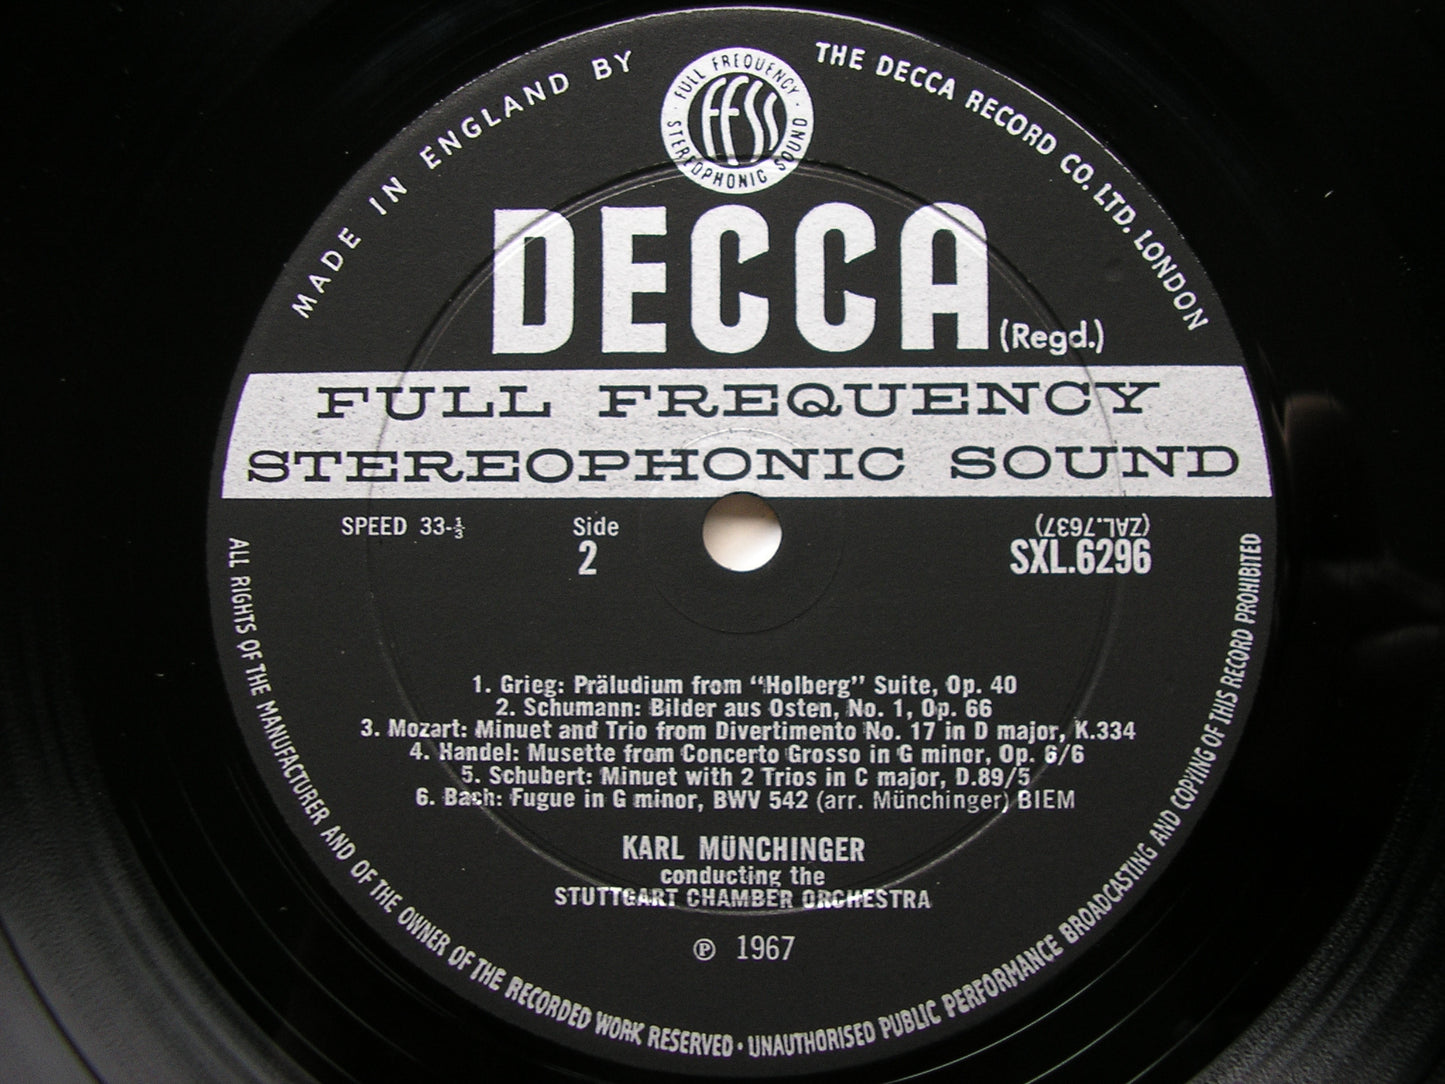 MADE IN ENGLAND BY
THE DECCA RECORD CO. LTD. LONDON
FULL FREQUENCY
FFSS
STEREOPHONIC SOUND
DECCA (Regd.)
FULL FREQUENCY
STEREOPHONIC SOUND
SPEED 33-⅓
Side
2
(ZAL.7637)
SXL.6296
1. Grieg: Präludium from "Holberg" Suite, Op. 40
2. Schumann: Bilder aus Osten, No. 1, Op. 66
3. Mozart: Minuet and Trio from Divertimento No. 17 in D major, K.334
4. Handel: Musette from Concerto Grosso in G minor, Op. 6/6
5. Schubert: Minuet with 2 Trios in C major, D.89/5
6. Bach: Fugue in G minor, BWV 542 (arr. Münchinger) BIEM
KARL MÜNCHINGER
conducting the
STUTTGART CHAMBER ORCHESTRA
℗ 1967
ALL RIGHTS OF THE MANUFACTURER AND OF THE OWNER OF THE RECORDED WORK RESERVED · UNAUTHORISED PUBLIC PERFORMANCE BROADCASTING AND COPYING OF THIS RECORD PROHIBITED